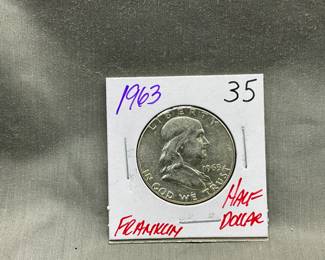 1963 35
LIBERTY
1963
IN GOD WE TRUST
FRANKLIN HALF
DOLLAR